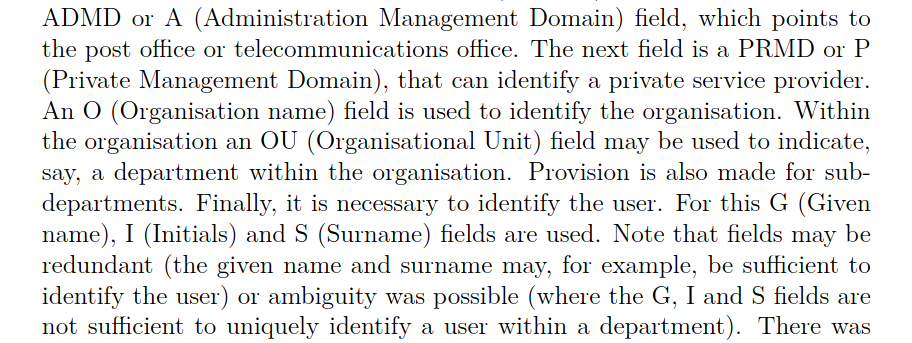 ADMD or A (Administration Management Domain) field, which points to
the post office or telecommunications office. The next field is a PRMD or P
(Private Management Domain), that can identify a private service provider.
An O (Organisation name) field is used to identify the organisation. Within
the organisation an OU (Organisational Unit) field may be used to indicate,
say, a department within the organisation. Provision is also made for sub-
departments. Finally, it is necessary to identify the user. For this G (Given
name), I (Initials) and S (Surname) fields are used. Note that fields may be
redundant (the given name and surname may, for example, be sufficient to
identify the user) or ambiguity was possible (where the G, I and S fields are
not sufficient to uniquely identify a user within a department). There was